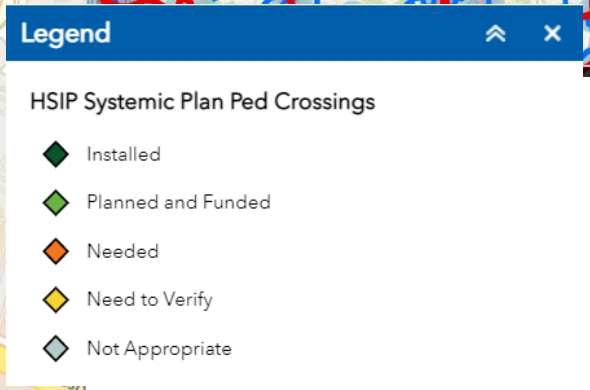 Legend
HSIP Systemic Plan Ped Crossings
Installed
Planned and Funded
Needed
Need to Verify
Not Appropriate